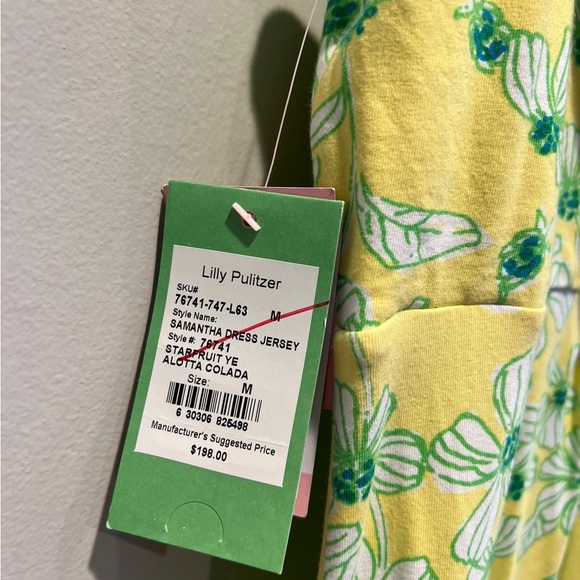 Lilly Pulitzer
SKU#
76741-747-L63 M
Style Name:
SAMANTHA DRESS JERSEY
Style #: 76741
STARFRUIT YE
ALOTTA COLADA
Size: M
6 30306 825498
Manufacturer's Suggested Price
$198.00